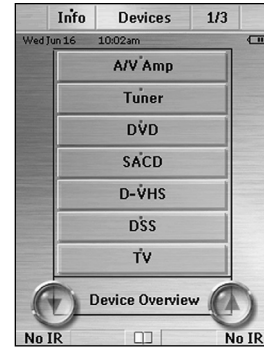 Info Devices 1/3
Wed Jun 16 10:02am
A/V Amp
Tuner
DVD
SACD
D-VHS
DSS
TV
Device Overview
No IR No IR